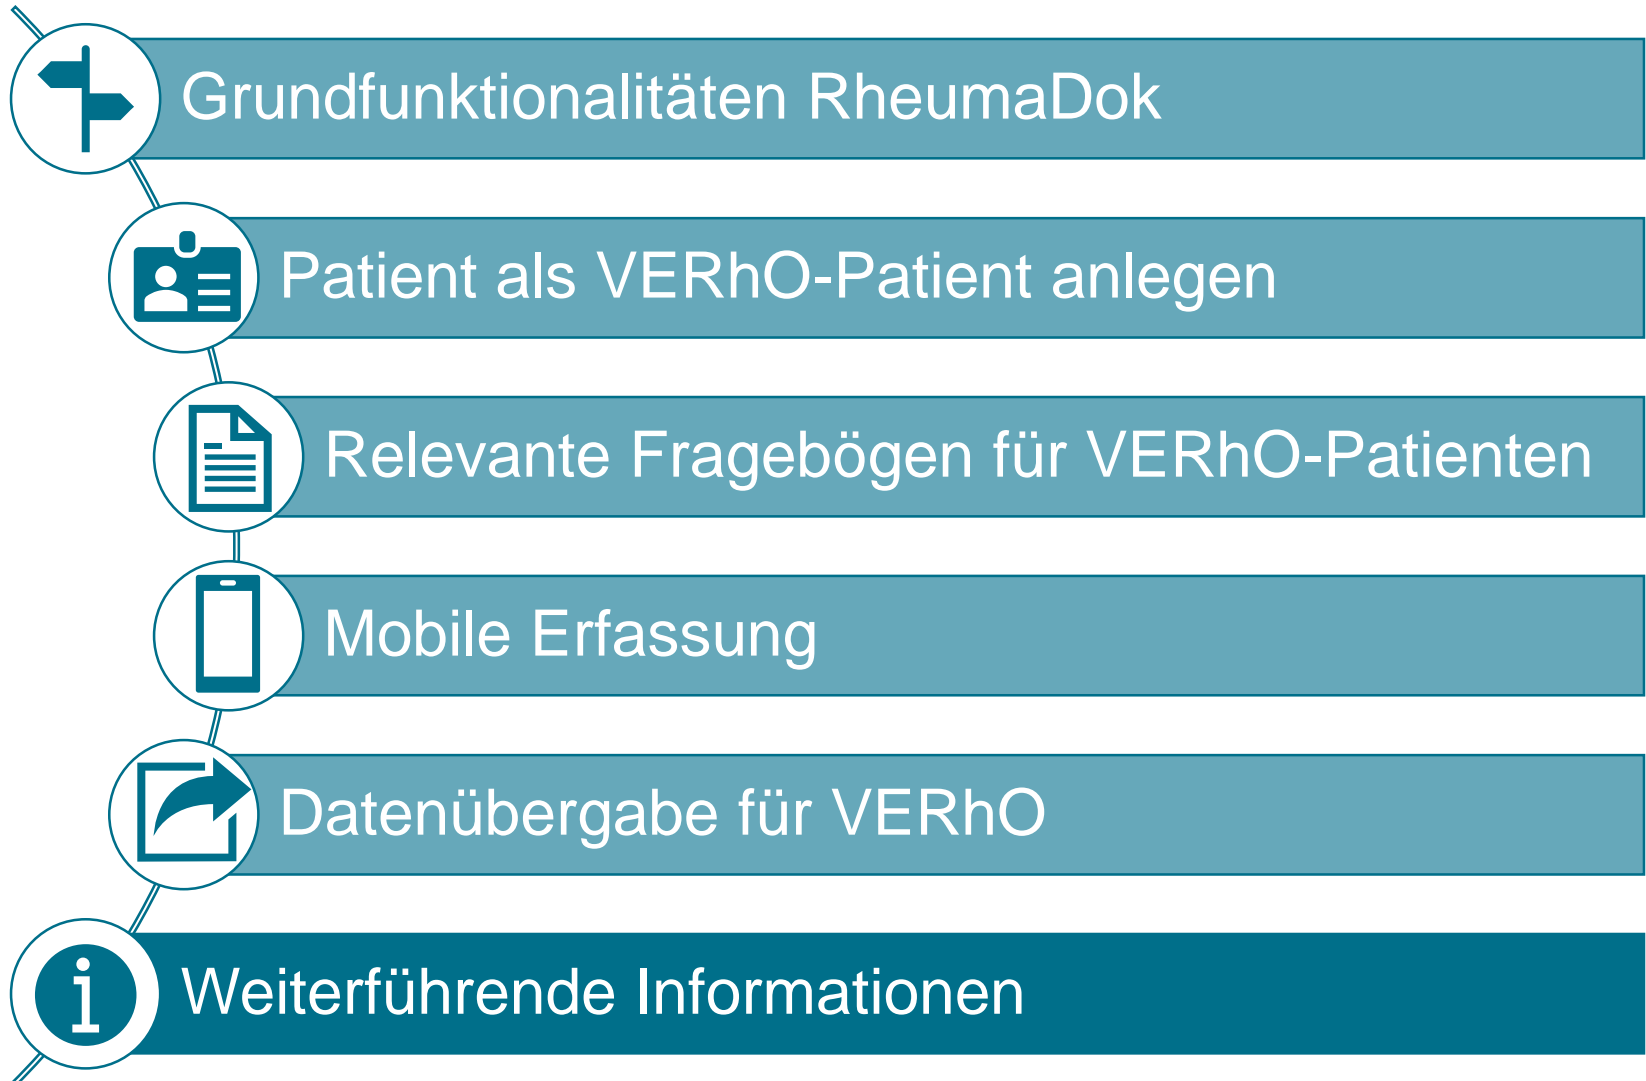 Grundfunktionalitäten RheumaDok
Patient als VERhO-Patient anlegen
Relevante Fragebögen für VERhO-Patienten
Mobile Erfassung
Datenübergabe für VERhO
Weiterführende Informationen